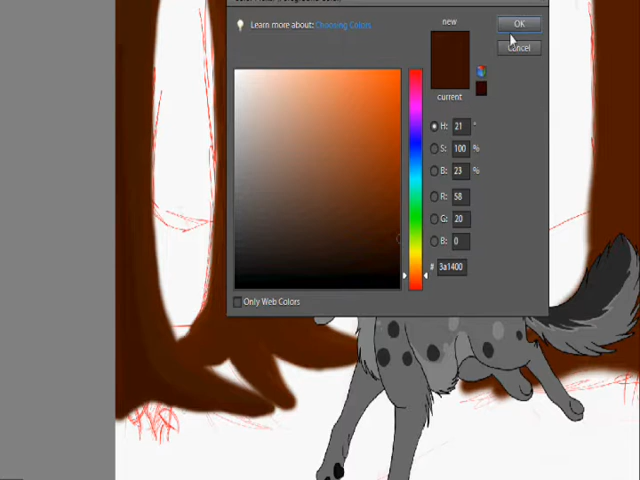 new
OK
Learn more about: Choosing Colors
Cancel
current
H: 21 °
S: 100 %
B: 23 %
R: 58
G: 20
B: 0
# 3a1400
Only Web Colors